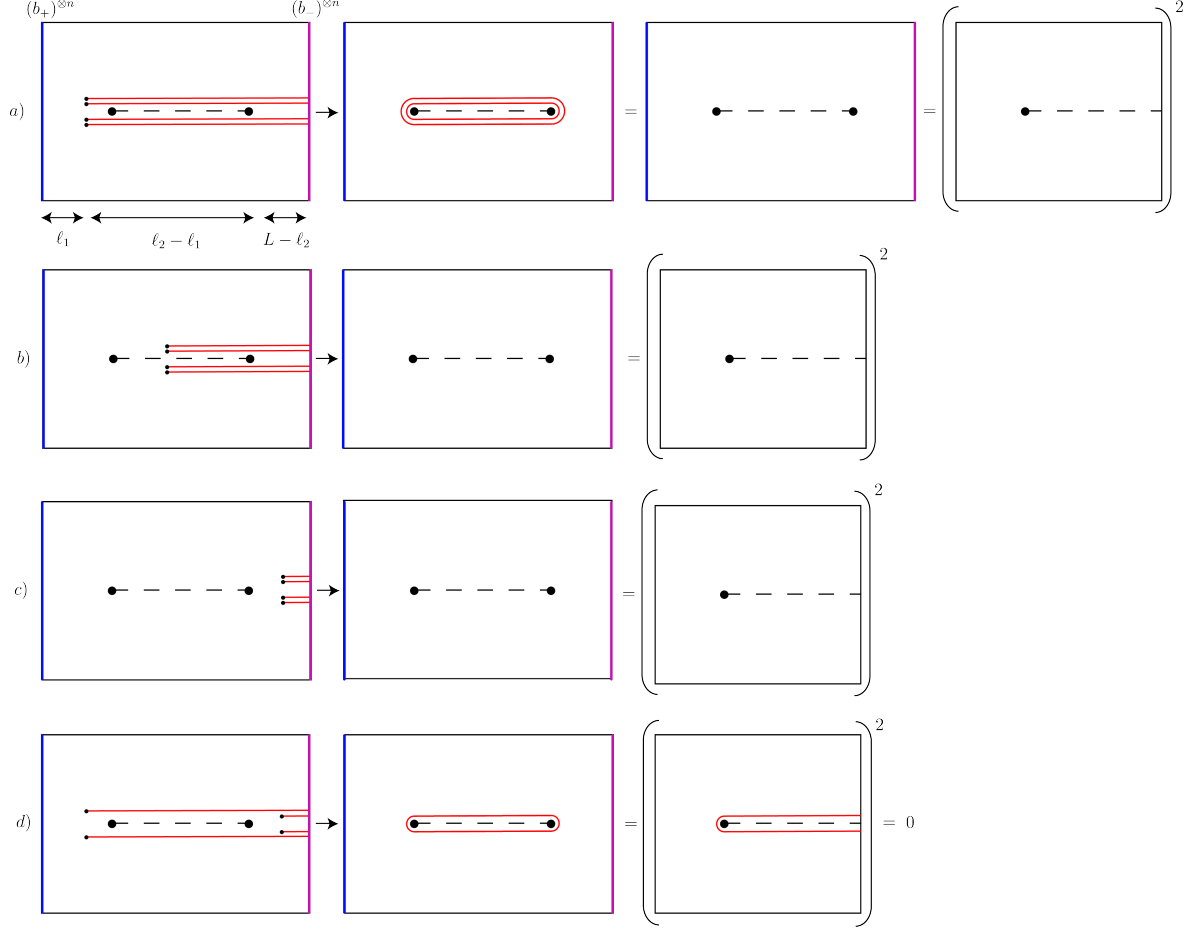 (b₊)^{⊗n} (b₋)^{⊗n}
a) = = 2
ℓ₁ ℓ₂ − ℓ₁ L − ℓ₂
b) = 2
c) = 2
d) = 2 = 0